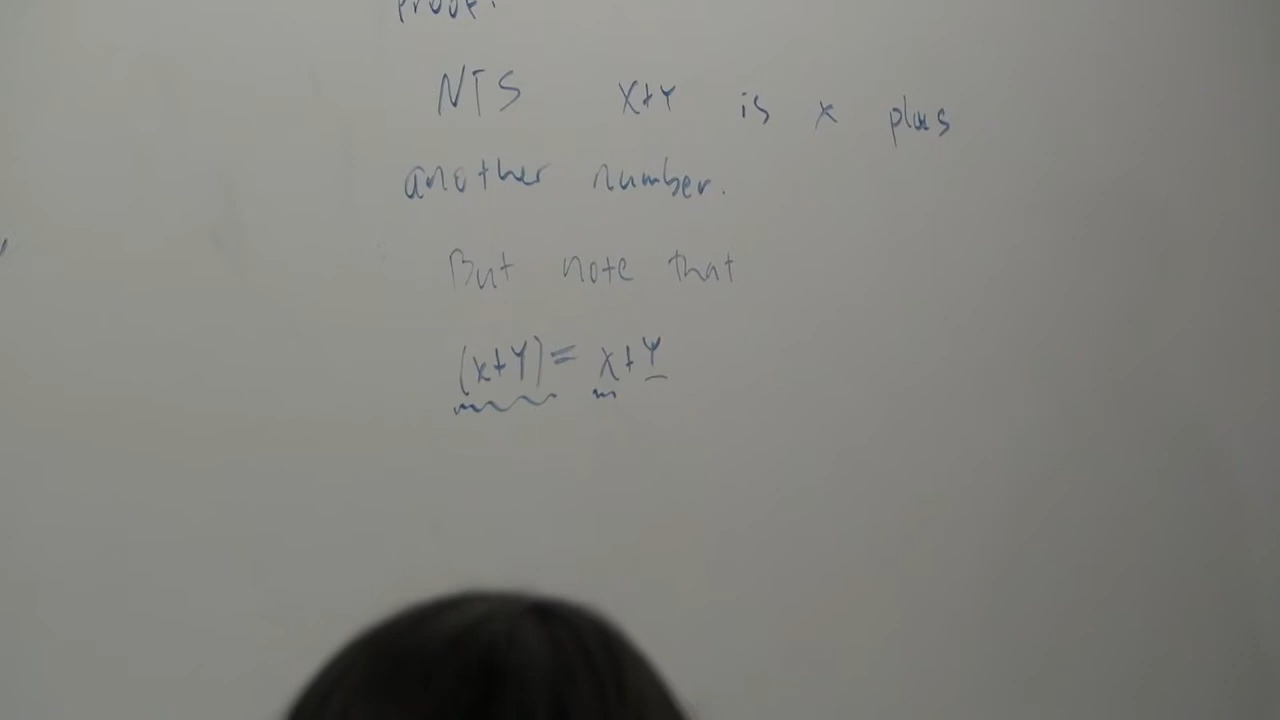 proof.
NTS x+y is x plus
another number.
But note that
(x+y) = x+y